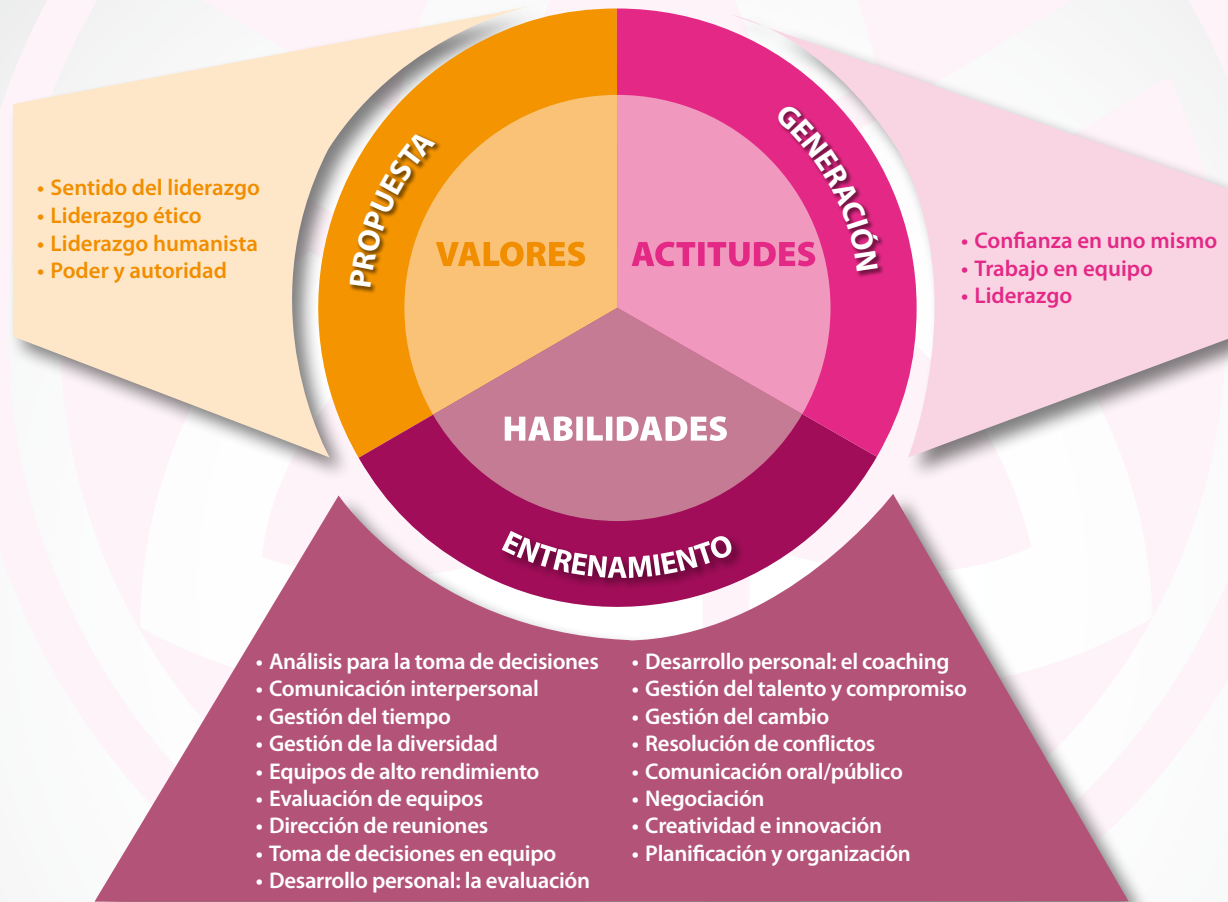 PROPUESTA
VALORES
• Sentido del liderazgo
• Liderazgo ético
• Liderazgo humanista
• Poder y autoridad
GENERACIÓN
ACTITUDES
• Confianza en uno mismo
• Trabajo en equipo
• Liderazgo
HABILIDADES
ENTRENAMIENTO
• Análisis para la toma de decisiones
• Comunicación interpersonal
• Gestión del tiempo
• Gestión de la diversidad
• Equipos de alto rendimiento
• Evaluación de equipos
• Dirección de reuniones
• Toma de decisiones en equipo
• Desarrollo personal: la evaluación
• Desarrollo personal: el coaching
• Gestión del talento y compromiso
• Gestión del cambio
• Resolución de conflictos
• Comunicación oral/público
• Negociación
• Creatividad e innovación
• Planificación y organización